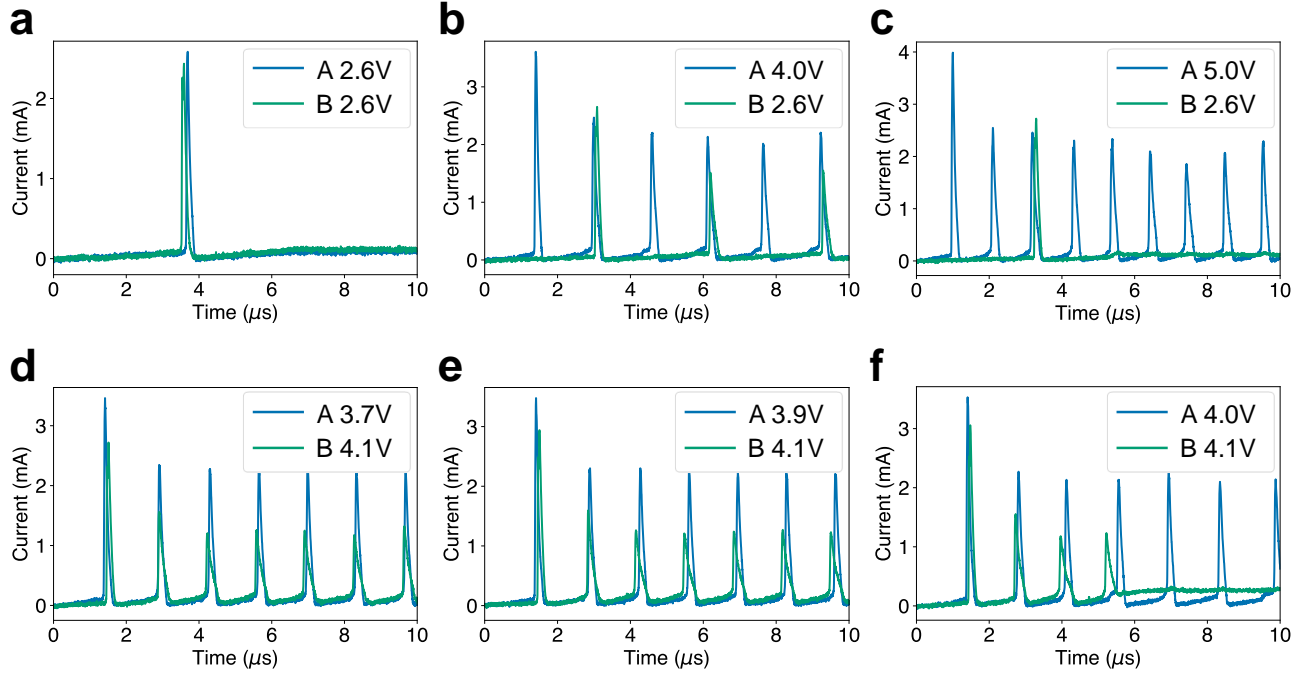 a
A 2.6V
B 2.6V
Current (mA)
2
1
0
0 2 4 6 8 10
Time (μs)
b
A 4.0V
B 2.6V
Current (mA)
3
2
1
0
0 2 4 6 8 10
Time (μs)
c
A 5.0V
B 2.6V
Current (mA)
4
3
2
1
0
0 2 4 6 8 10
Time (μs)
d
A 3.7V
B 4.1V
Current (mA)
3
2
1
0
0 2 4 6 8 10
Time (μs)
e
A 3.9V
B 4.1V
Current (mA)
3
2
1
0
0 2 4 6 8 10
Time (μs)
f
A 4.0V
B 4.1V
Current (mA)
3
2
1
0
0 2 4 6 8 10
Time (μs)